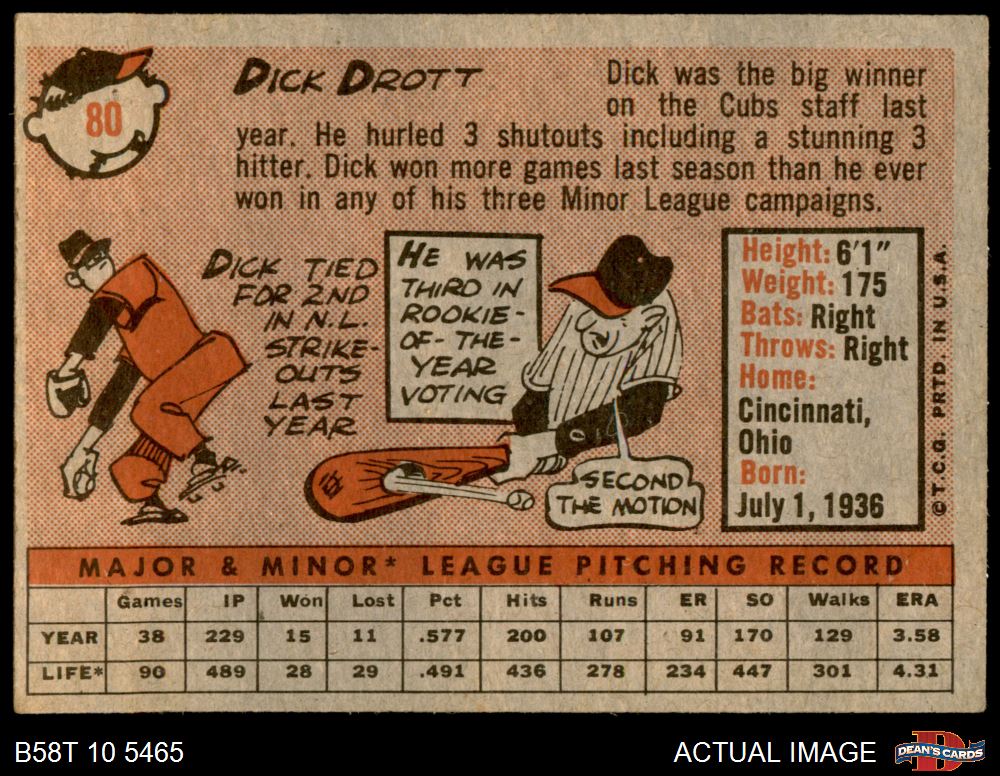 80
DICK DROTT
Dick was the big winner
on the Cubs staff last
year. He hurled 3 shutouts including a stunning 3
hitter. Dick won more games last season than he ever
won in any of his three Minor League campaigns.
DICK TIED
FOR 2ND
IN N.L.
STRIKE-
OUTS
LAST
YEAR
HE WAS
THIRD IN
ROOKIE-
OF-THE-
YEAR
VOTING
SECOND
THE MOTION
Height: 6'1"
Weight: 175
Bats: Right
Throws: Right
Home:
Cincinnati,
Ohio
Born:
July 1, 1936
© T.C.G. PRTD. IN U.S.A.
MAJOR & MINOR* LEAGUE PITCHING RECORD
Games IP Won Lost Pct Hits Runs ER SO Walks ERA
YEAR 38 229 15 11 .577 200 107 91 170 129 3.58
LIFE* 90 489 28 29 .491 436 278 234 447 301 4.31
B58T 10 5465
ACTUAL IMAGE
DEAN'S CARDS